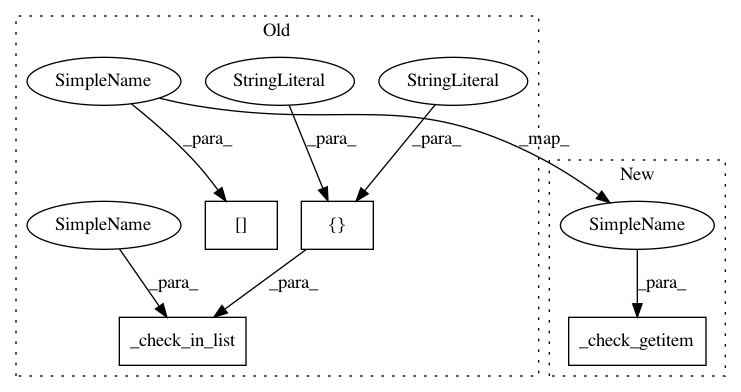 Old
SimpleName
StringLiteral
StringLiteral
_para_
_para_
_para_
_map_
New
SimpleName
[]
{}
SimpleName
_para_
_para_
_para_
_check_in_list
_check_getitem